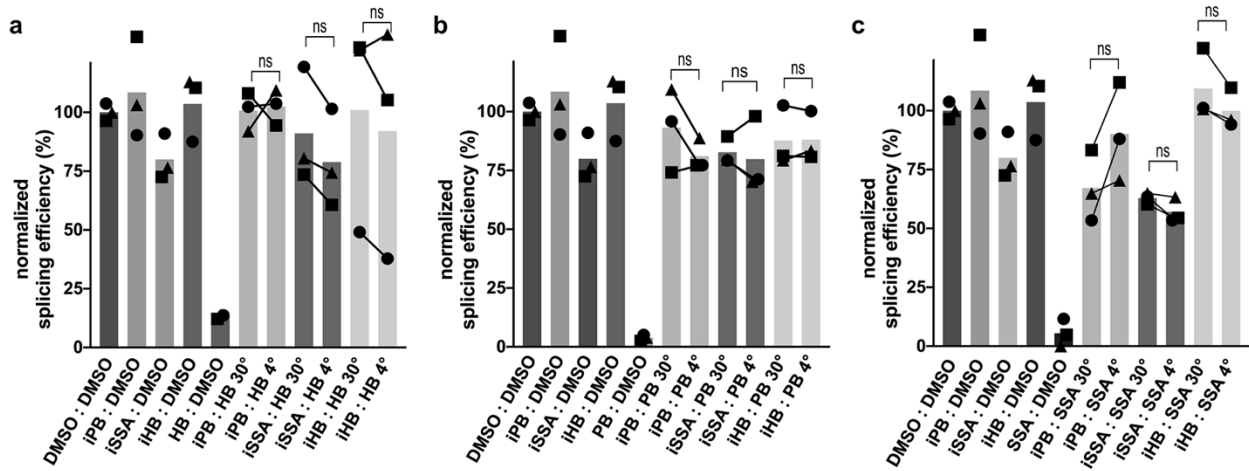 a
normalized
splicing efficiency (%)
100
75
50
25
0
ns
ns
ns
DMSO : DMSO
iPB : DMSO
iSSA : DMSO
iHB : DMSO
HB : DMSO
iPB : HB 30°
iPB : HB 4°
iSSA : HB 30°
iSSA : HB 4°
iHB : HB 30°
iHB : HB 4°
b
normalized
splicing efficiency (%)
100
75
50
25
0
ns
ns
ns
DMSO : DMSO
iPB : DMSO
iSSA : DMSO
iHB : DMSO
PB : DMSO
iPB : PB 30°
iPB : PB 4°
iSSA : PB 30°
iSSA : PB 4°
iHB : PB 30°
iHB : PB 4°
c
normalized
splicing efficiency (%)
100
75
50
25
0
ns
ns
ns
DMSO : DMSO
iPB : DMSO
iSSA : DMSO
iHB : DMSO
SSA : DMSO
iPB : SSA 30°
iPB : SSA 4°
iSSA : SSA 30°
iSSA : SSA 4°
iHB : SSA 30°
iHB : SSA 4°